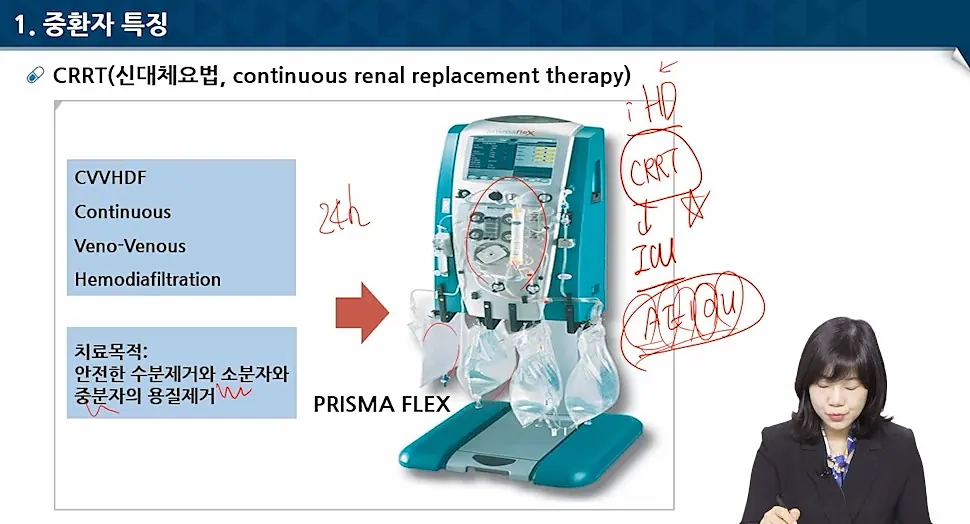 1. 중환자 특징
CRRT(신대체요법, continuous renal replacement therapy)
CVVHDF
Continuous
Veno-Venous
Hemodiafiltration
치료목적:
안전한 수분제거와 소분자와
중분자의 용질제거
24h
PRISMA FLEX
iHD
CRRT
ICU
AEIOU